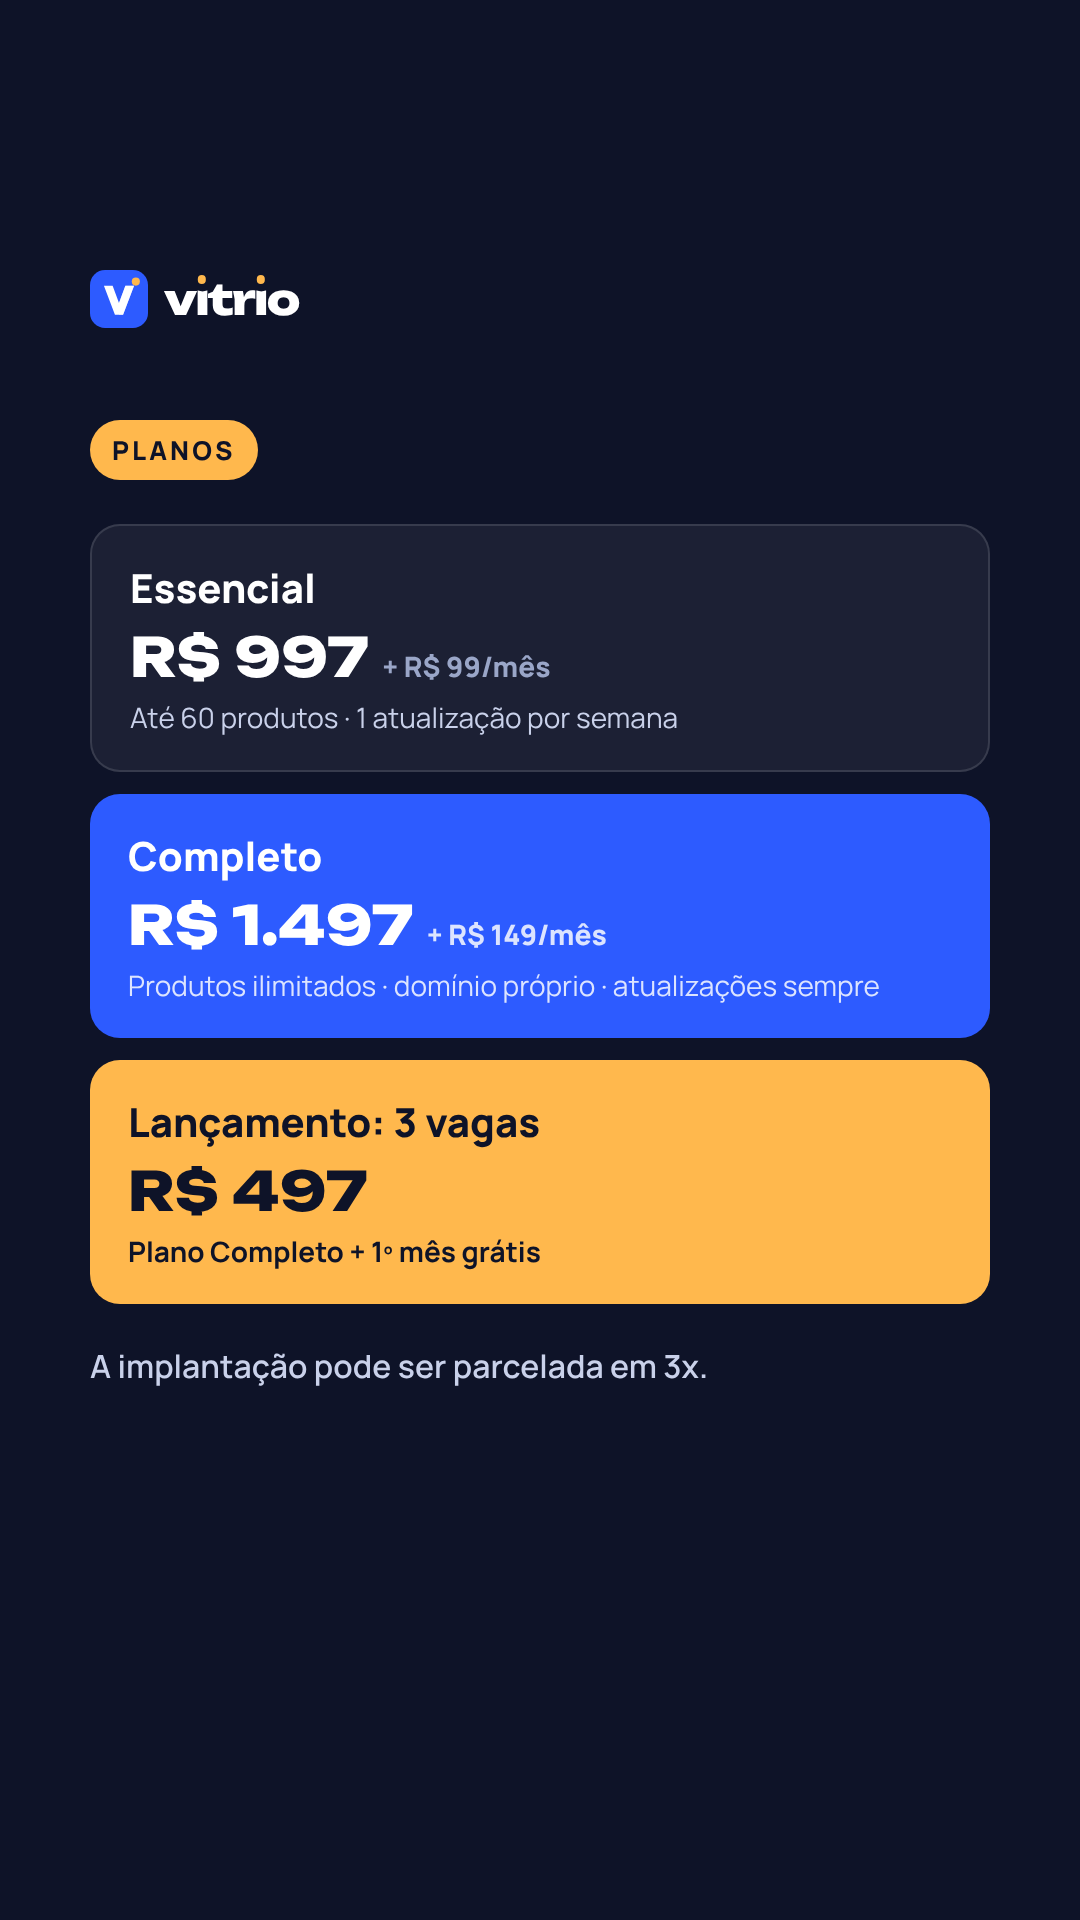 vitrio
PLANOS
Essencial
R$ 997 + R$ 99/mês
Até 60 produtos · 1 atualização por semana
Completo
R$ 1.497 + R$ 149/mês
Produtos ilimitados · domínio próprio · atualizações sempre
Lançamento: 3 vagas
R$ 497
Plano Completo + 1º mês grátis
A implantação pode ser parcelada em 3x.